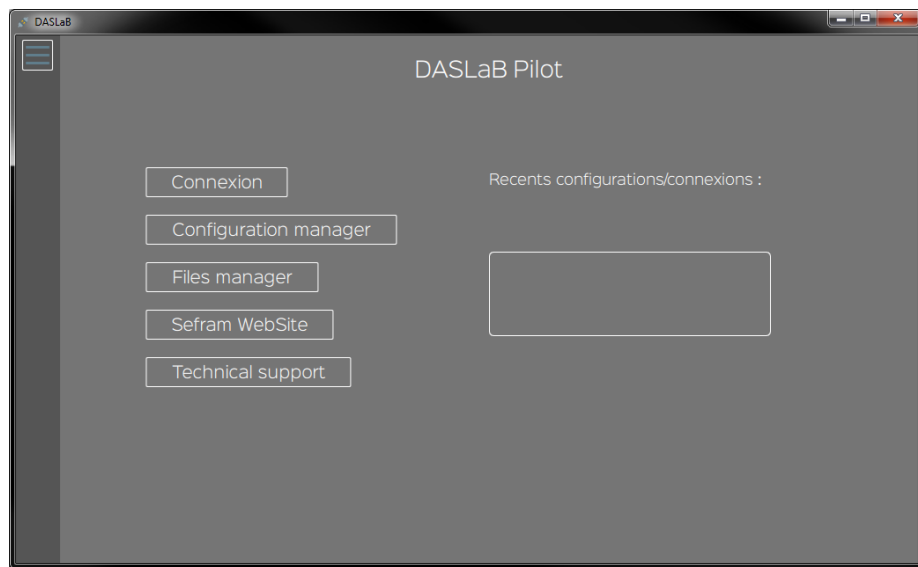 DASLaB
DASLaB Pilot
Connexion
Configuration manager
Files manager
Sefram WebSite
Technical support
Recents configurations/connexions :